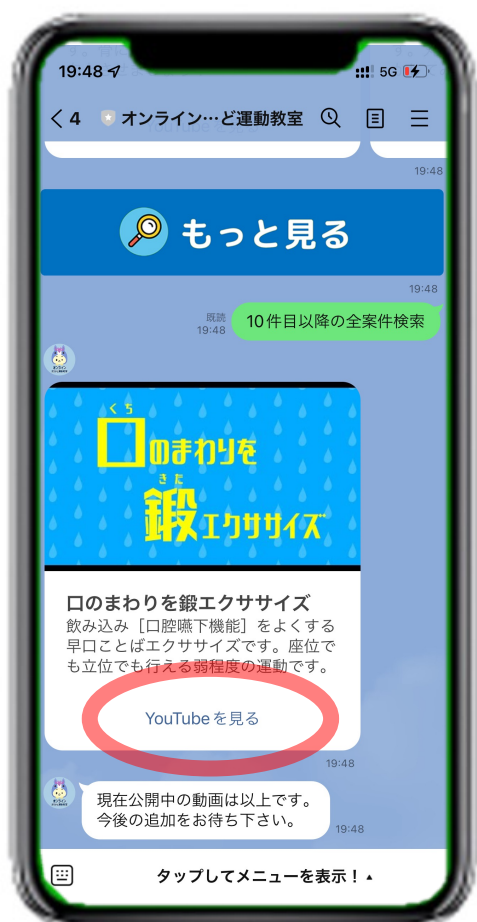 19:48
5G
4
オンライン…ど運動教室
19:48
もっと見る
19:48
既読
19:48
10件目以降の全案件検索
くち
口のまわりを
きた
鍛エクササイズ
口のまわりを鍛エクササイズ
飲み込み［口腔嚥下機能］をよくする
早口ことばエクササイズです。座位で
も立位でも行える弱程度の運動です。
YouTubeを見る
19:48
現在公開中の動画は以上です。
今後の追加をお待ち下さい。
19:48
タップしてメニューを表示！